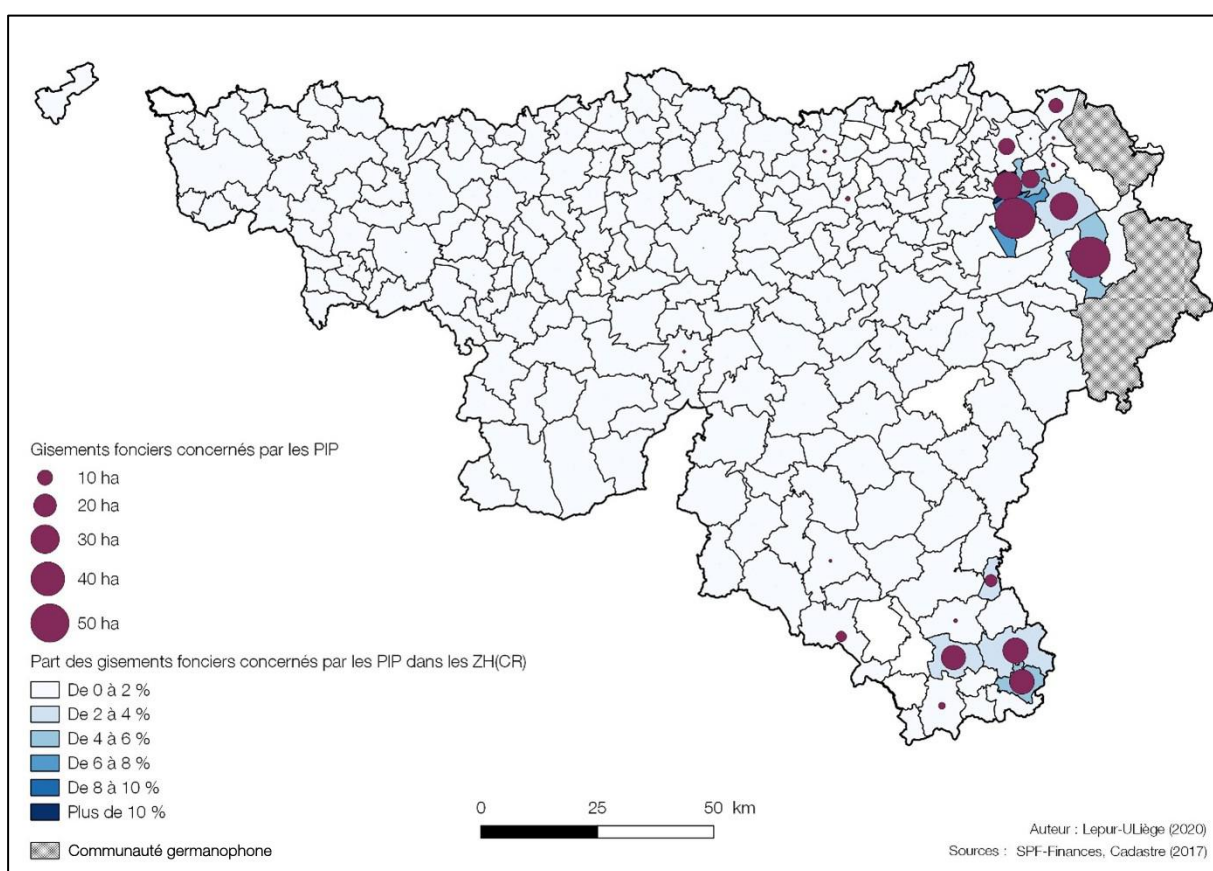 Gisements fonciers concernés par les PIP
10 ha
20 ha
30 ha
40 ha
50 ha
Part des gisements fonciers concernés par les PIP dans les ZH(CR)
De 0 à 2 %
De 2 à 4 %
De 4 à 6 %
De 6 à 8 %
De 8 à 10 %
Plus de 10 %
Communauté germanophone
0 25 50 km
Auteur : Lepur-ULiège (2020)
Sources : SPF-Finances, Cadastre (2017)